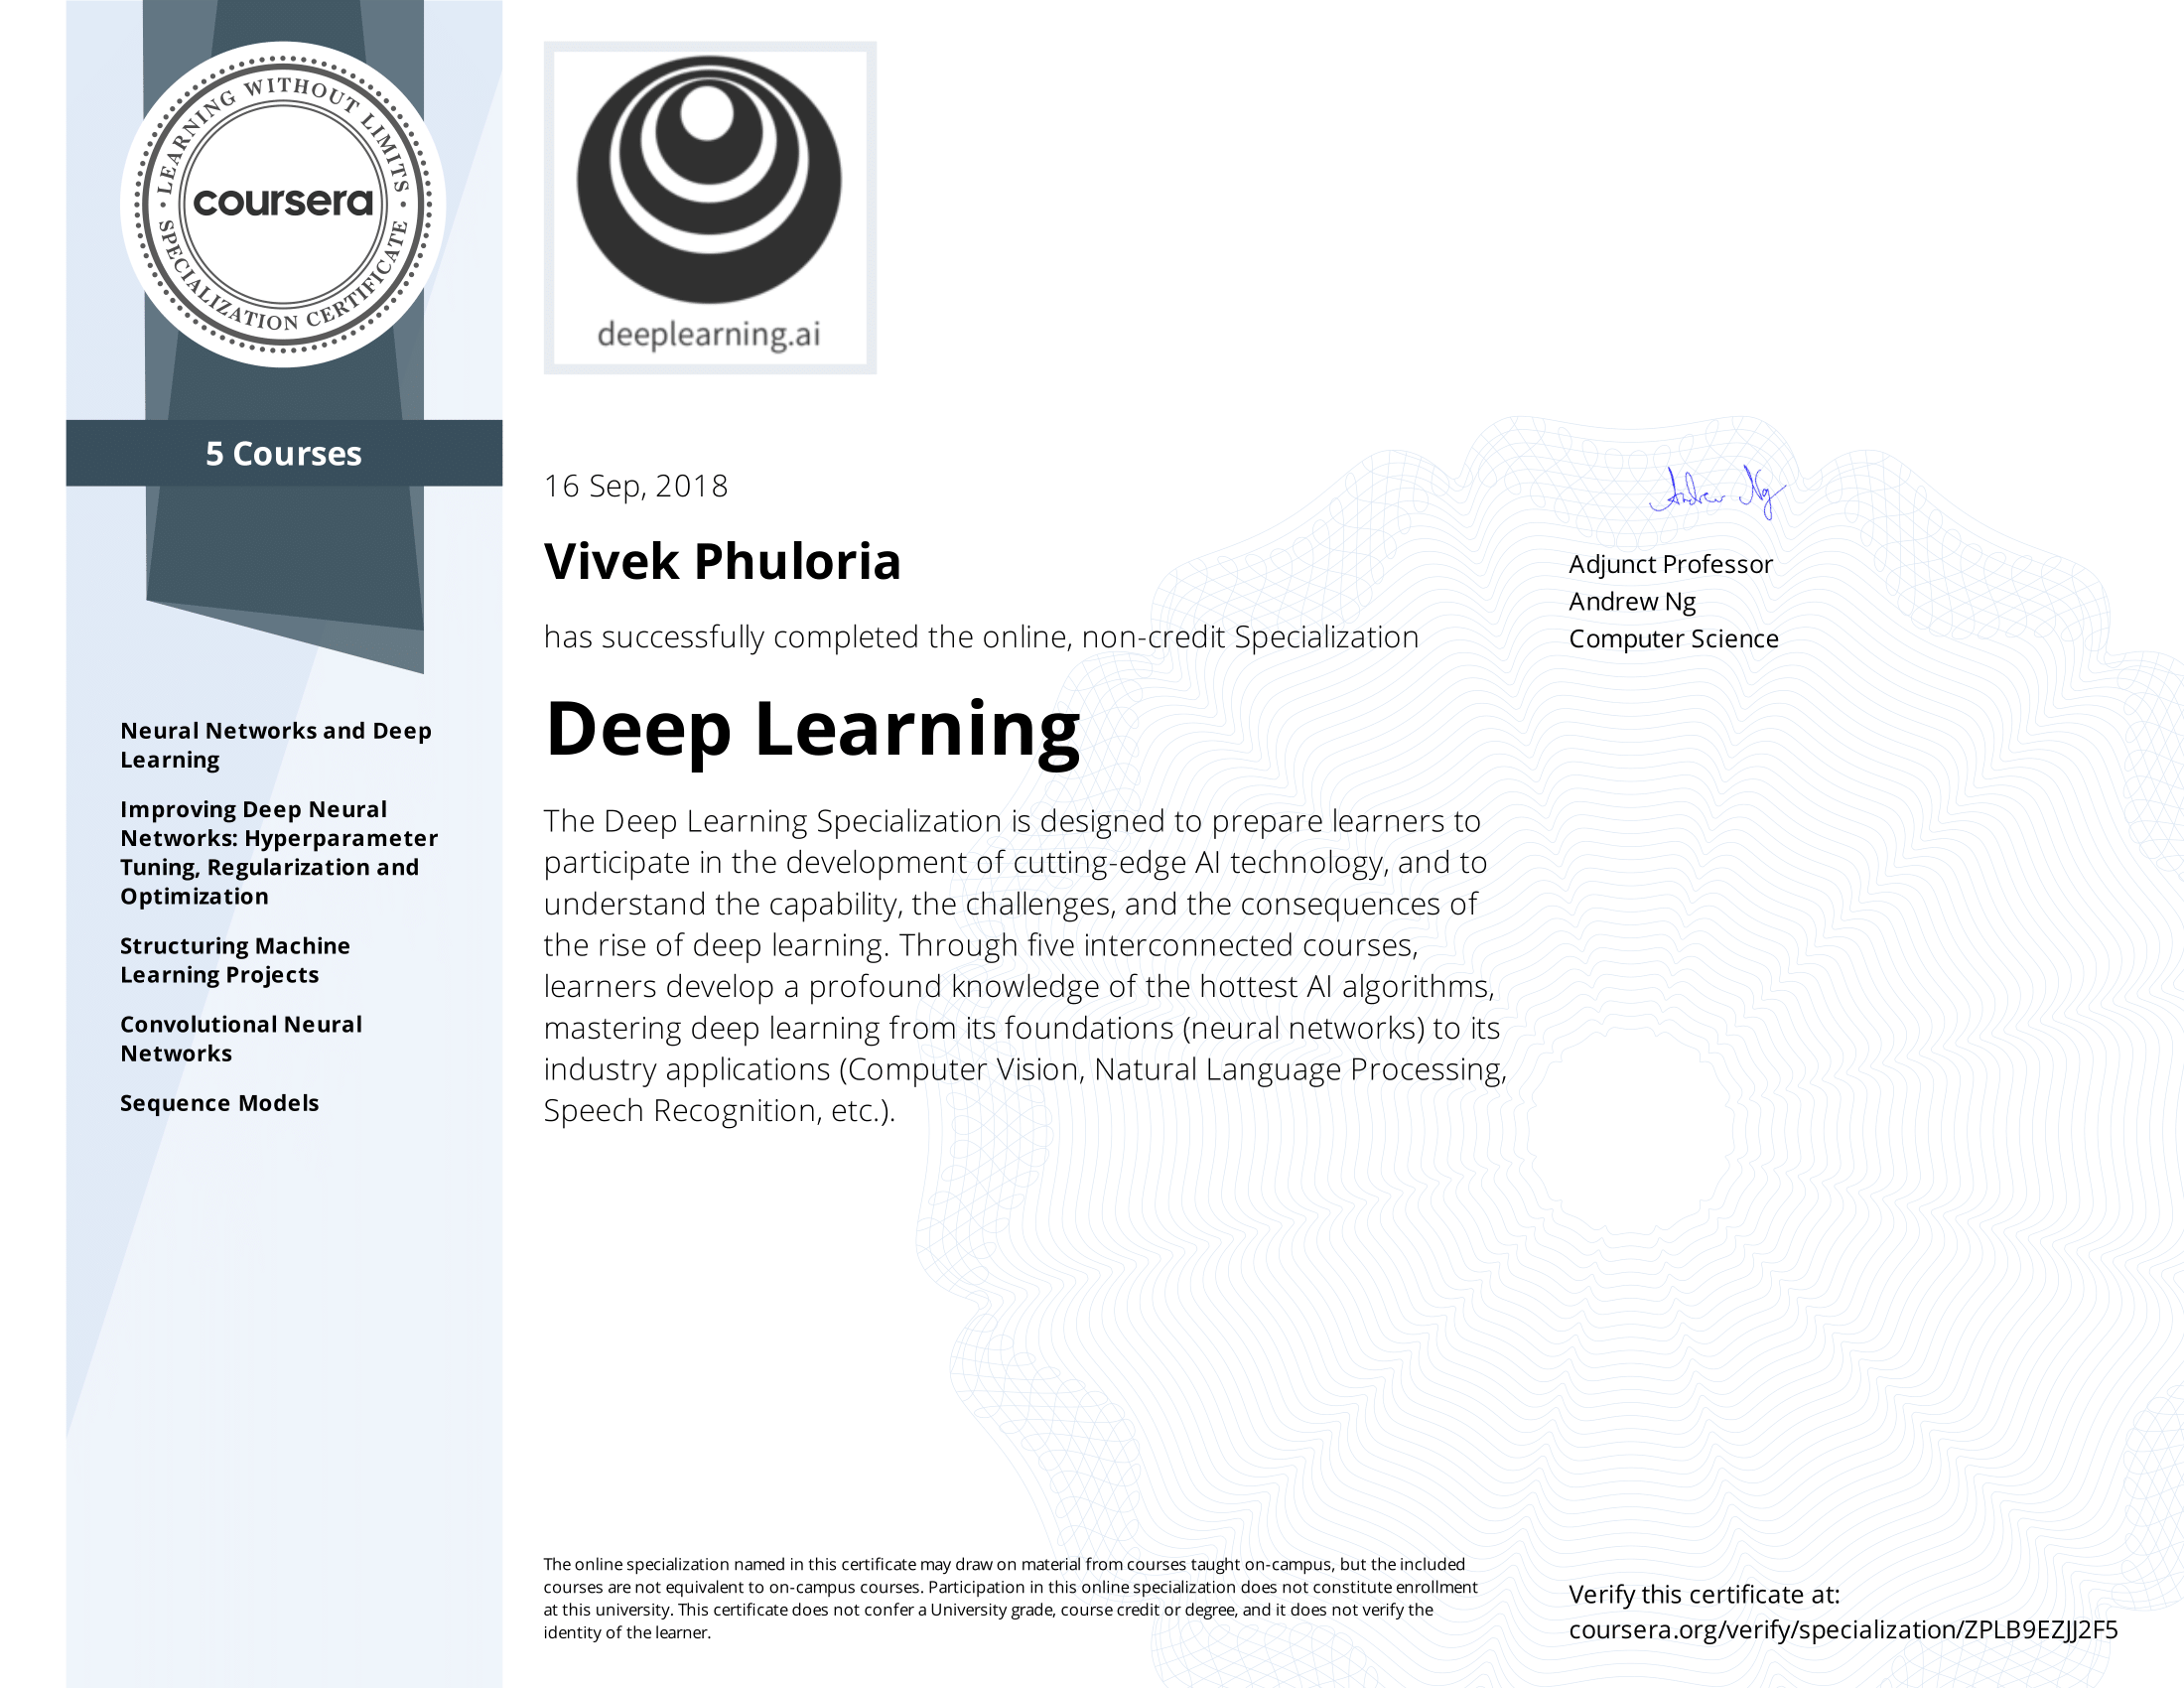 LEARNING WITHOUT LIMITS
coursera
SPECIALIZATION CERTIFICATE
5 Courses
Neural Networks and Deep
Learning
Improving Deep Neural
Networks: Hyperparameter
Tuning, Regularization and
Optimization
Structuring Machine
Learning Projects
Convolutional Neural
Networks
Sequence Models
deeplearning.ai
16 Sep, 2018
Vivek Phuloria
has successfully completed the online, non-credit Specialization
Deep Learning
The Deep Learning Specialization is designed to prepare learners to
participate in the development of cutting-edge AI technology, and to
understand the capability, the challenges, and the consequences of
the rise of deep learning. Through five interconnected courses,
learners develop a profound knowledge of the hottest AI algorithms,
mastering deep learning from its foundations (neural networks) to its
industry applications (Computer Vision, Natural Language Processing,
Speech Recognition, etc.).
Andrew Ng
Adjunct Professor
Andrew Ng
Computer Science
The online specialization named in this certificate may draw on material from courses taught on-campus, but the included
courses are not equivalent to on-campus courses. Participation in this online specialization does not constitute enrollment
at this university. This certificate does not confer a University grade, course credit or degree, and it does not verify the
identity of the learner.
Verify this certificate at:
coursera.org/verify/specialization/ZPLB9EZJJ2F5